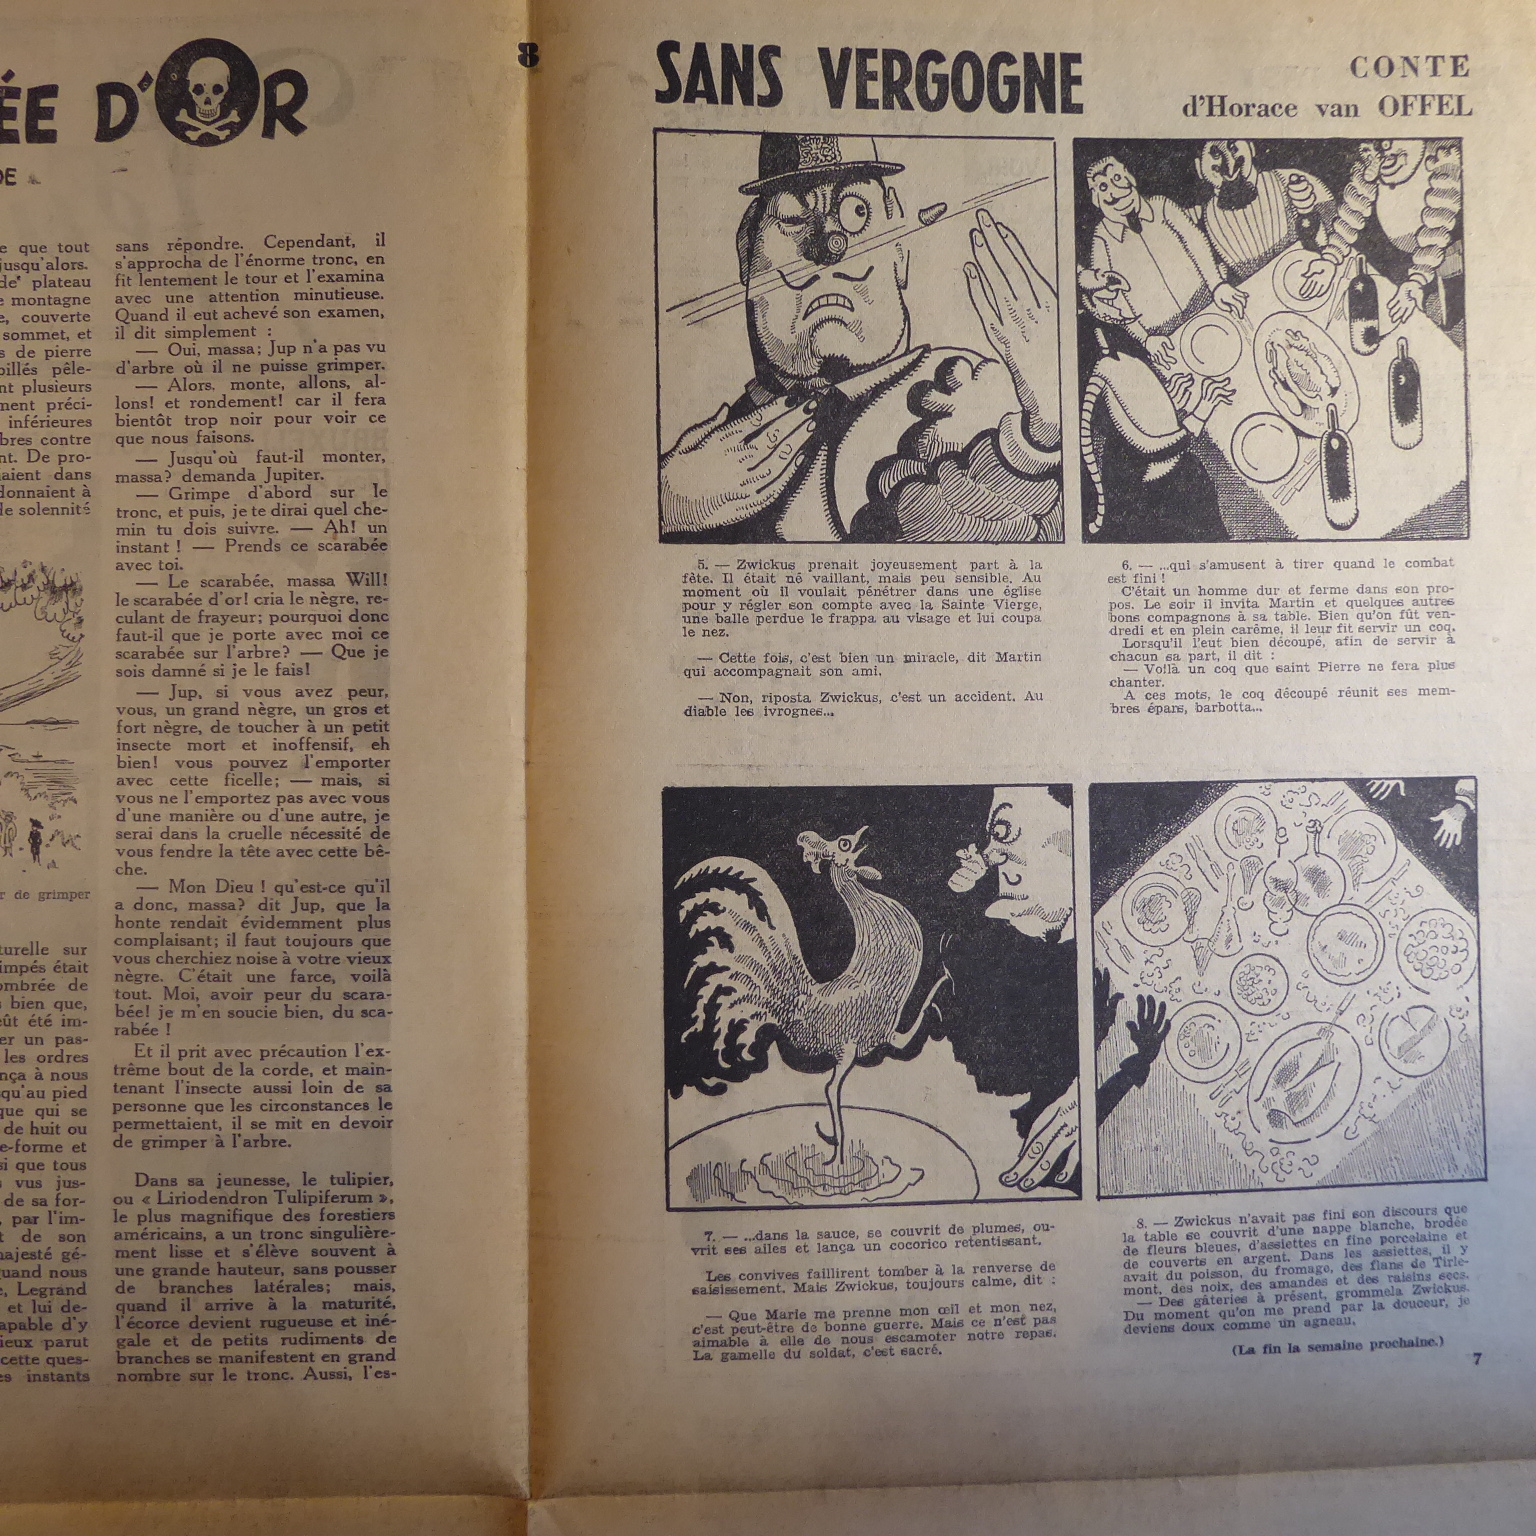 ÉE D'OR
DE
e que tout
jusqu'alors.
de plateau
e montagne
e, couverte
sommet, et
s de pierre
pillés pêle-
nt plusieurs
ment préci-
inférieures
bres contre
nt. De pro-
aient dans
donnaient à
de solennité
r de grimper
turelle sur
impés était
ombrée de
s bien que,
eût été im-
er un pas-
les ordres
nça à nous
squ'au pied
que qui se
de huit ou
e-forme et
si que tous
s vus jus-
de sa for-
, par l'im-
t de son
majesté gé-
quand nous
e, Legrand
et lui de-
apable d'y
ieux parut
cette ques-
es instants
sans répondre. Cependant, il
s'approcha de l'énorme tronc, en
fit lentement le tour et l'examina
avec une attention minutieuse.
Quand il eut achevé son examen,
il dit simplement :
— Oui, massa; Jup n'a pas vu
d'arbre où il ne puisse grimper.
— Alors. monte, allons, al-
lons! et rondement! car il fera
bientôt trop noir pour voir ce
que nous faisons.
— Jusqu'où faut-il monter,
massa? demanda Jupiter.
— Grimpe d'abord sur le
tronc, et puis, je te dirai quel che-
min tu dois suivre. — Ah! un
instant ! — Prends ce scarabée
avec toi.
— Le scarabée, massa Will!
le scarabée d'or! cria le nègre, re-
culant de frayeur; pourquoi donc
faut-il que je porte avec moi ce
scarabée sur l'arbre? — Que je
sois damné si je le fais!
— Jup, si vous avez peur,
vous, un grand nègre, un gros et
fort nègre, de toucher à un petit
insecte mort et inoffensif, eh
bien! vous pouvez l'emporter
avec cette ficelle; — mais, si
vous ne l'emportez pas avec vous
d'une manière ou d'une autre, je
serai dans la cruelle nécessité de
vous fendre la tête avec cette bê-
che.
— Mon Dieu ! qu'est-ce qu'il
a donc, massa? dit Jup, que la
honte rendait évidemment plus
complaisant; il faut toujours que
vous cherchiez noise à votre vieux
nègre. C'était une farce, voilà
tout. Moi, avoir peur du scara-
bée! je m'en soucie bien, du sca-
rabée !
Et il prit avec précaution l'ex-
trême bout de la corde, et main-
tenant l'insecte aussi loin de sa
personne que les circonstances le
permettaient, il se mit en devoir
de grimper à l'arbre.
Dans sa jeunesse, le tulipier,
ou « Liriodendron Tulipiferum »,
le plus magnifique des forestiers
américains, a un tronc singulière-
ment lisse et s'élève souvent à
une grande hauteur, sans pousser
de branches latérales; mais,
quand il arrive à la maturité,
l'écorce devient rugueuse et iné-
gale et de petits rudiments de
branches se manifestent en grand
nombre sur le tronc. Aussi, l'es-
8
SANS VERGOGNE
CONTE
d'Horace van OFFEL
5. — Zwickus prenait joyeusement part à la
fête. Il était né vaillant, mais peu sensible. Au
moment où il voulait pénétrer dans une église
pour y régler son compte avec la Sainte Vierge,
une balle perdue le frappa au visage et lui coupa
le nez.
— Cette fois, c'est bien un miracle, dit Martin
qui accompagnait son ami.
— Non, riposta Zwickus, c'est un accident. Au
diable les ivrognes...
6. — ...qui s'amusent à tirer quand le combat
est fini !
C'était un homme dur et ferme dans son pro-
pos. Le soir il invita Martin et quelques autres
bons compagnons à sa table. Bien qu'on fût ven-
dredi et en plein carême, il leur fit servir un coq.
Lorsqu'il l'eut bien découpé, afin de servir à
chacun sa part, il dit :
— Voilà un coq que saint Pierre ne fera plus
chanter.
A ces mots, le coq découpé réunit ses mem-
bres épars, barbotta...
7. — ...dans la sauce, se couvrit de plumes, ou-
vrit ses ailes et lança un cocorico retentissant.
Les convives faillirent tomber à la renverse de
saisissement. Mais Zwickus, toujours calme, dit :
— Que Marie me prenne mon œil et mon nez,
c'est peut-être de bonne guerre. Mais ce n'est pas
aimable à elle de nous escamoter notre repas.
La gamelle du soldat, c'est sacré.
8. — Zwickus n'avait pas fini son discours que
la table se couvrit d'une nappe blanche, brodée
de fleurs bleues, d'assiettes en fine porcelaine et
de couverts en argent. Dans les assiettes, il y
avait du poisson, du fromage, des flans de Tirle-
mont, des noix, des amandes et des raisins secs.
— Des gâteries à présent, grommela Zwickus.
Du moment qu'on me prend par la douceur, je
deviens doux comme un agneau.
(La fin la semaine prochaine.)
7